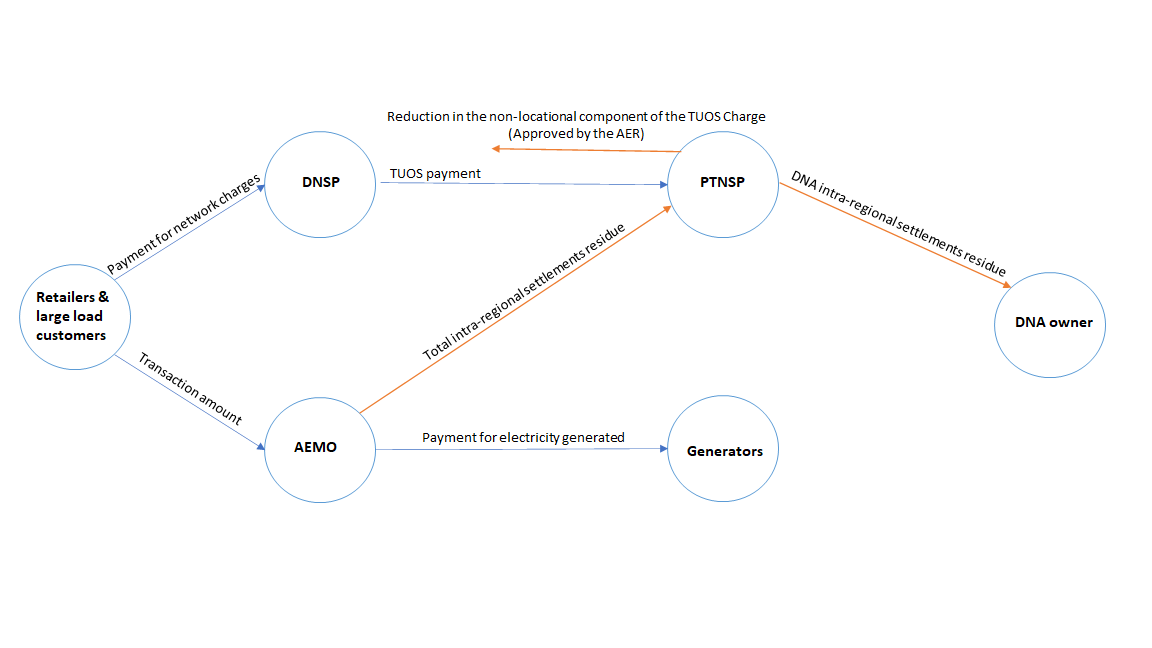 Reduction in the non-locational component of the TUOS Charge
(Approved by the AER)
DNSP
TUOS payment
PTNSP
DNA intra-regional settlements residue
Payment for network charges
Total intra-regional settlements residue
Retailers &
large load
customers
DNA owner
Transaction amount
AEMO
Payment for electricity generated
Generators